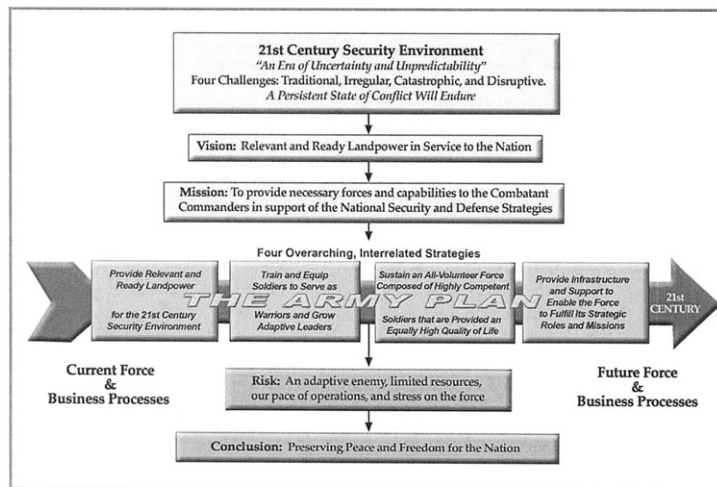 21st Century Security Environment
"An Era of Uncertainty and Unpredictability"
Four Challenges: Traditional, Irregular, Catastrophic, and Disruptive.
A Persistent State of Conflict Will Endure
Vision: Relevant and Ready Landpower in Service to the Nation
Mission: To provide necessary forces and capabilities to the Combatant
Commanders in support of the National Security and Defense Strategies
Four Overarching, Interrelated Strategies
Provide Relevant and
Ready Landpower
for the 21st Century
Security Environment
Train and Equip
Soldiers to Serve as
Warriors and Grow
Adaptive Leaders
Sustain an All-Volunteer Force
Composed of Highly Competent
Soldiers that are Provided an
Equally High Quality of Life
Provide Infrastructure
and Support to
Enable the Force
to Fulfill Its Strategic
Roles and Missions
THE ARMY PLAN
21st
CENTURY
Current Force
&
Business Processes
Future Force
&
Business Processes
Risk: An adaptive enemy, limited resources,
our pace of operations, and stress on the force
Conclusion: Preserving Peace and Freedom for the Nation